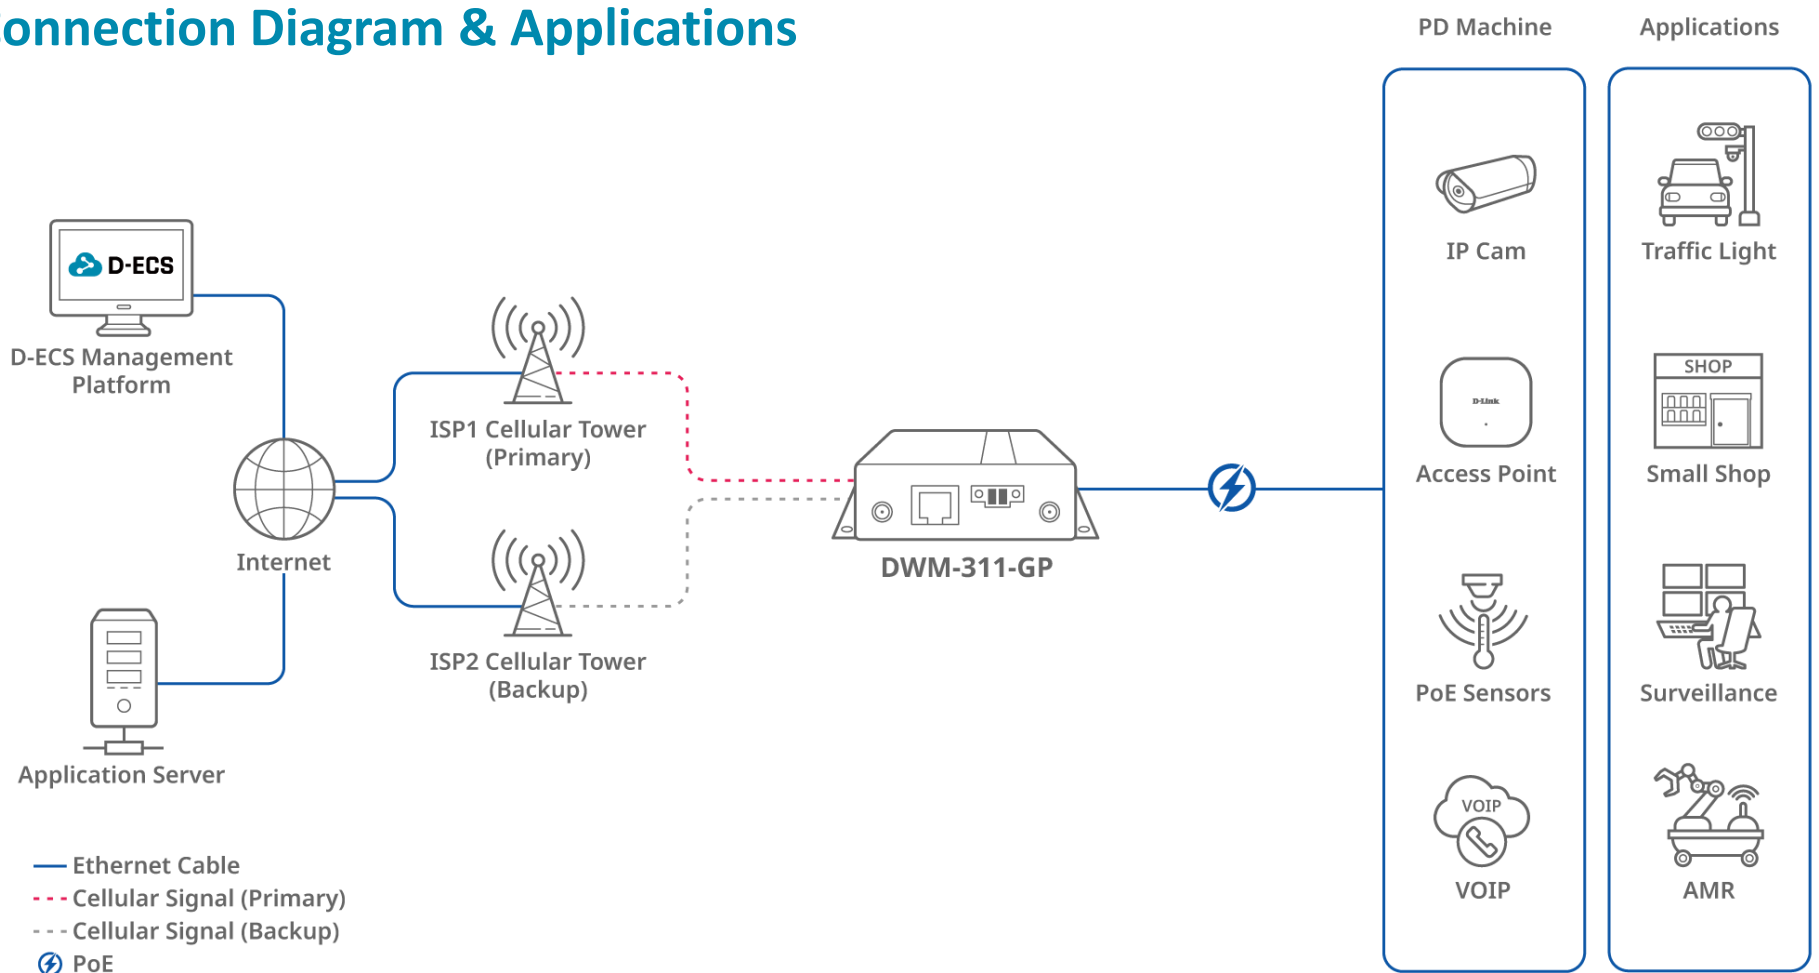 onnection Diagram & Applications
PD Machine
Applications
D-ECS
D-ECS Management
Platform
Internet
Application Server
ISP1 Cellular Tower
(Primary)
ISP2 Cellular Tower
(Backup)
DWM-311-GP
IP Cam
D-Link
Access Point
PoE Sensors
VOIP
VOIP
Traffic Light
SHOP
Small Shop
Surveillance
AMR
Ethernet Cable
Cellular Signal (Primary)
Cellular Signal (Backup)
PoE